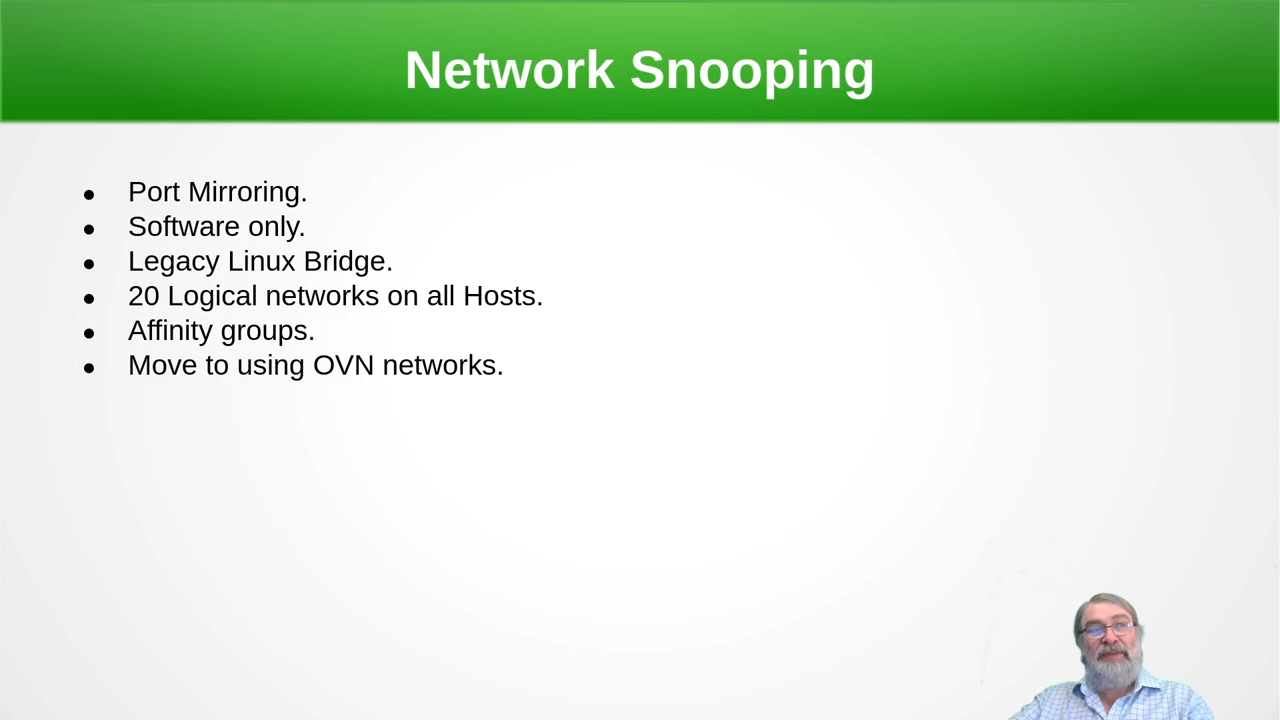 Network Snooping
Port Mirroring.
Software only.
Legacy Linux Bridge.
20 Logical networks on all Hosts.
Affinity groups.
Move to using OVN networks.